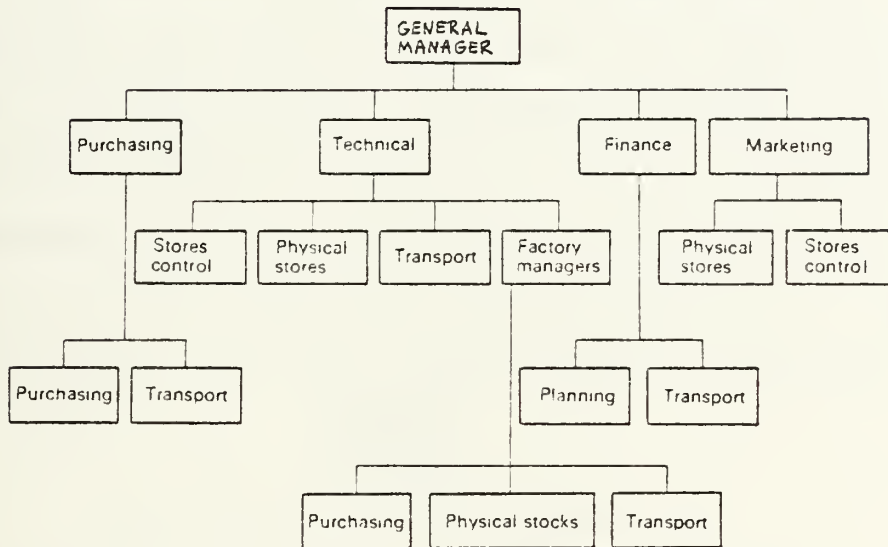 GENERAL
MANAGER
Purchasing
Technical
Finance
Marketing
Stores
control
Physical
stores
Transport
Factory
managers
Physical
stores
Stores
control
Purchasing
Transport
Planning
Transport
Purchasing
Physical stocks
Transport